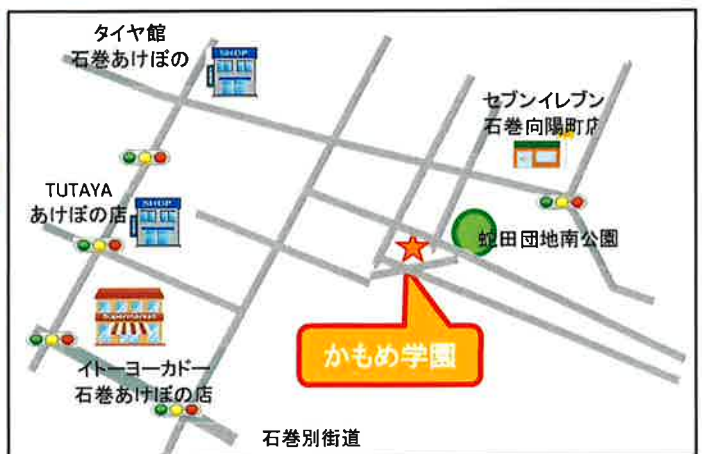 タイヤ館
石巻あけぼの
SHOP
セブンイレブン
石巻向陽町店
TUTAYA
あけぼの店
SHOP
蛇田団地南公園
Supermarket
かもめ学園
イトーヨーカドー
石巻あけぼの店
石巻別街道